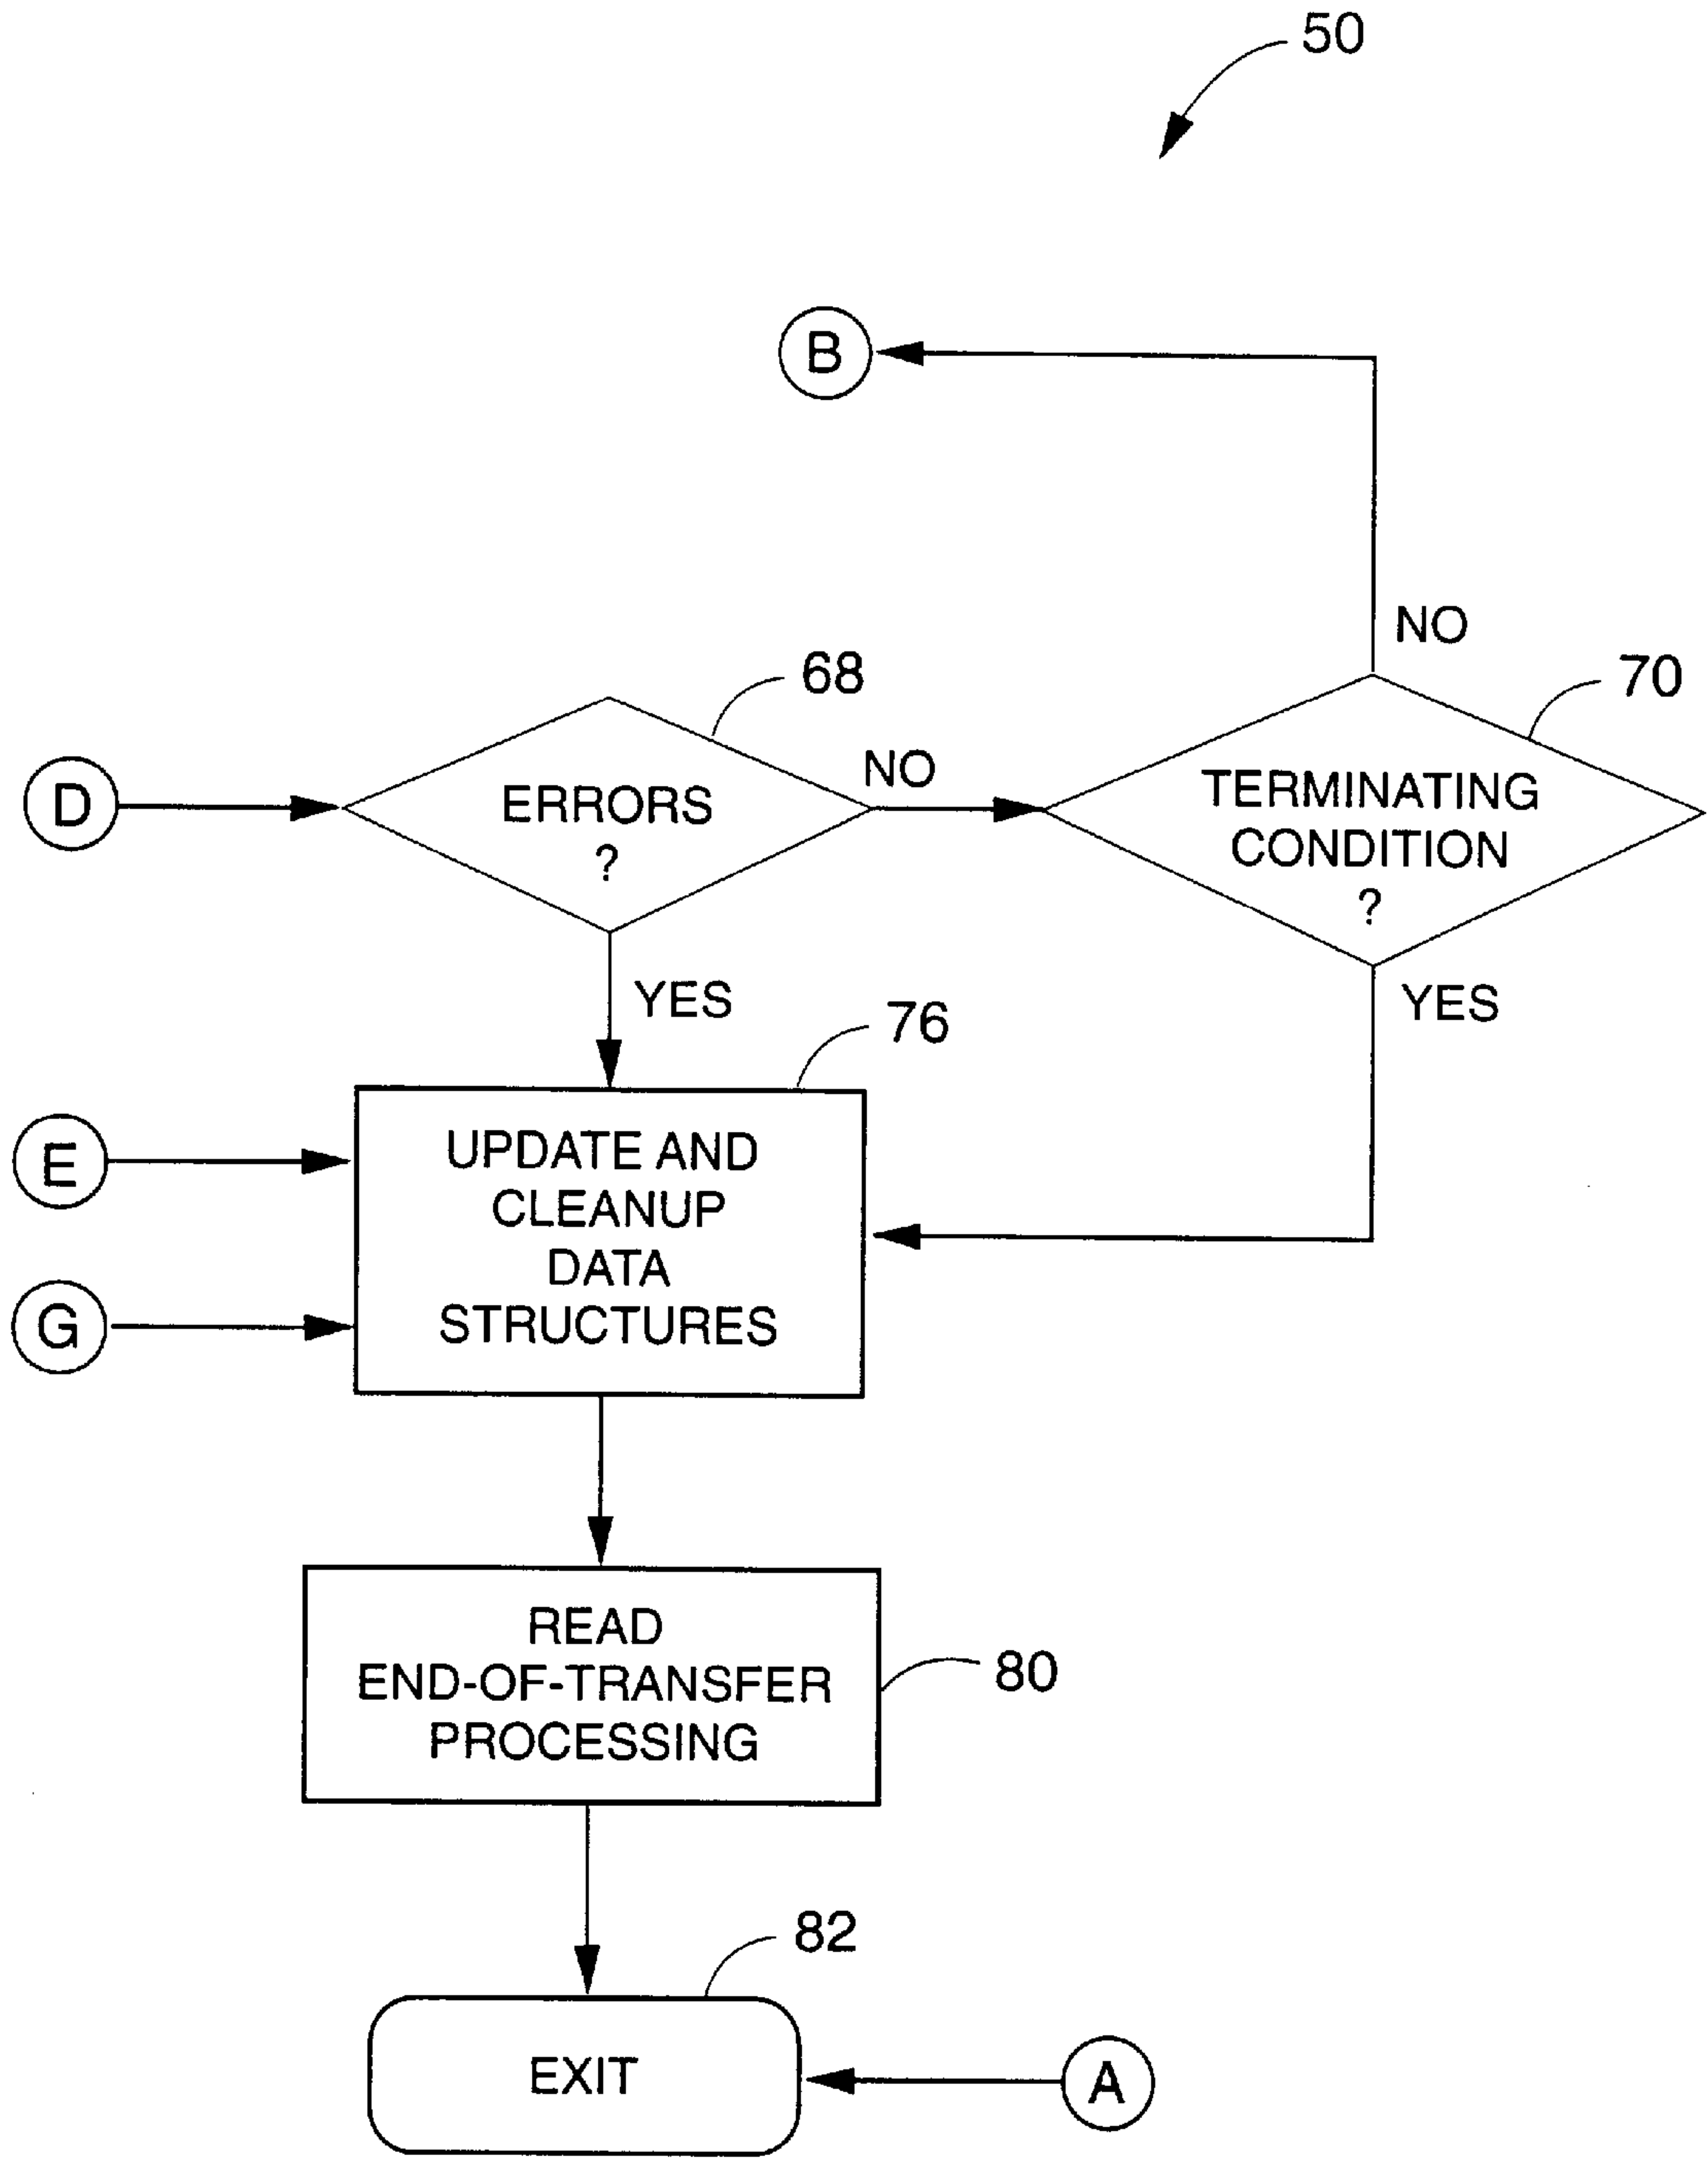 50
B
NO
68
70
D
ERRORS
?
NO
TERMINATING
CONDITION
?
YES
YES
76
E
UPDATE AND
CLEANUP
DATA
STRUCTURES
G
READ
END-OF-TRANSFER
PROCESSING
80
82
EXIT
A